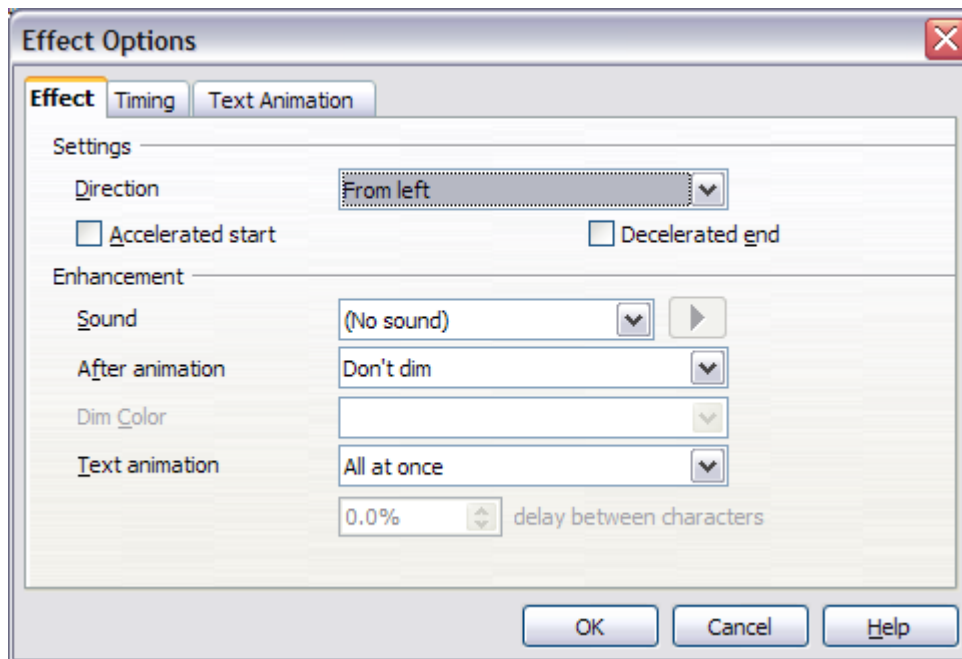 Effect Options
Effect Timing Text Animation
Settings
Direction From left
Accelerated start Decelerated end
Enhancement
Sound (No sound)
After animation Don't dim
Dim Color
Text animation All at once
0.0% delay between characters
OK Cancel Help